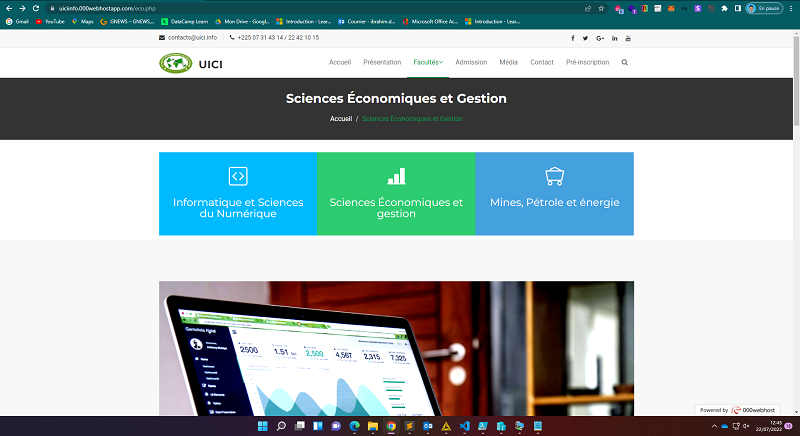 uiciinfo.000webhostapp.com/eco.php
En pause
Gmail YouTube Maps GNEWS – GNEWS,... DataCamp Learn Mon Drive - Googl... Introduction - Lear... Courrier - ibrahim.d... Microsoft Office Ac... Introduction - Lear...
contacts@uici.info +225 07 31 43 14 / 22 42 10 15
UICI
Accueil Présentation Facultés Admission Média Contact Pré-inscription
Sciences Économiques et Gestion
Accueil / Sciences Économiques et Gestion
Informatique et Sciences
du Numérique
Sciences Économiques et
gestion
Mines, Pétrole et énergie
2500 1.51 2,500 4,567 2,315 7,325
Powered by 000webhost
12:45
22/07/2022